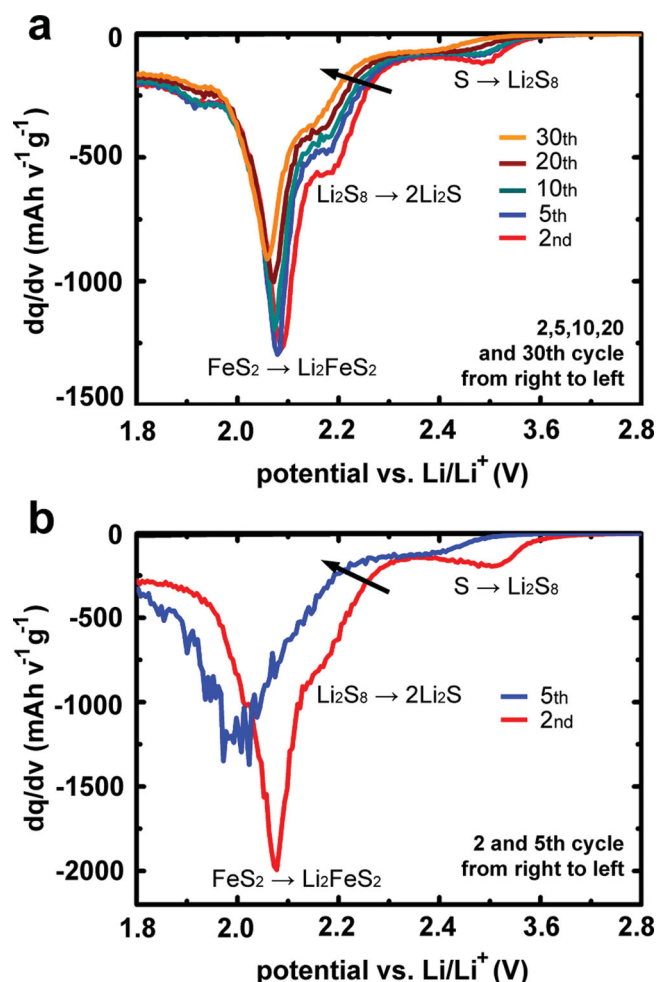 a
0
-500
-1000
-1500
dq/dv (mAh v⁻¹g⁻¹)
S → Li₂S₈
30th
20th
10th
5th
2nd
Li₂S₈ → 2Li₂S
2,5,10,20
and 30th cycle
from right to left
FeS₂ → Li₂FeS₂
1.8 2.0 2.2 2.4 3.6 2.8
potential vs. Li/Li⁺ (V)
b
0
-500
-1000
-1500
-2000
dq/dv (mAh v⁻¹g⁻¹)
S → Li₂S₈
Li₂S₈ → 2Li₂S
5th
2nd
2 and 5th cycle
from right to left
FeS₂ → Li₂FeS₂
1.8 2.0 2.2 2.4 3.6 2.8
potential vs. Li/Li⁺ (V)